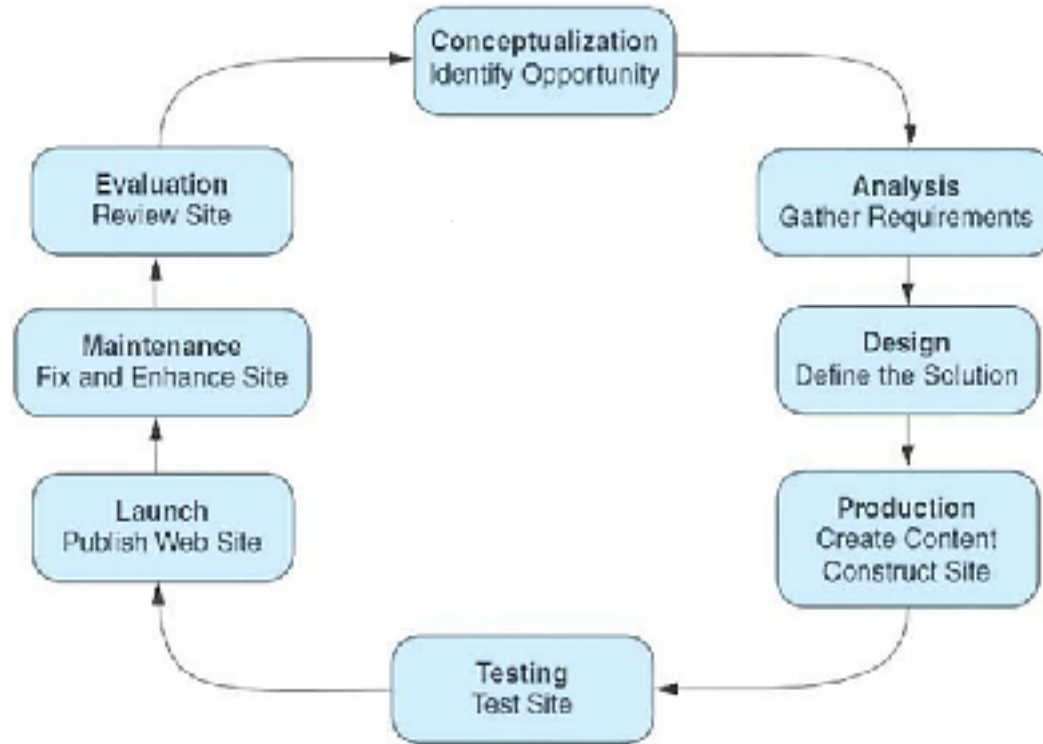 Conceptualization
Identify Opportunity
Analysis
Gather Requirements
Design
Define the Solution
Production
Create Content
Construct Site
Testing
Test Site
Launch
Publish Web Site
Maintenance
Fix and Enhance Site
Evaluation
Review Site